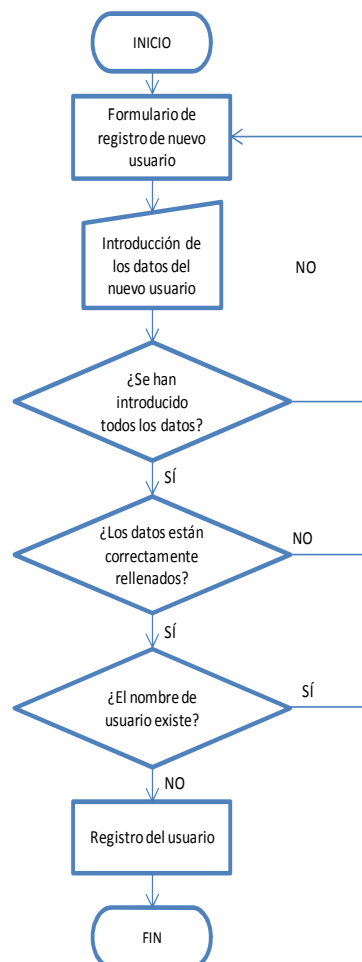 INICIO
Formulario de
registro de nuevo
usuario
Introducción de
los datos del
nuevo usuario
NO
¿Se han
introducido
todos los datos?
SÍ
¿Los datos están
correctamente
rellenados?
NO
SÍ
¿El nombre de
usuario existe?
SÍ
NO
Registro del usuario
FIN